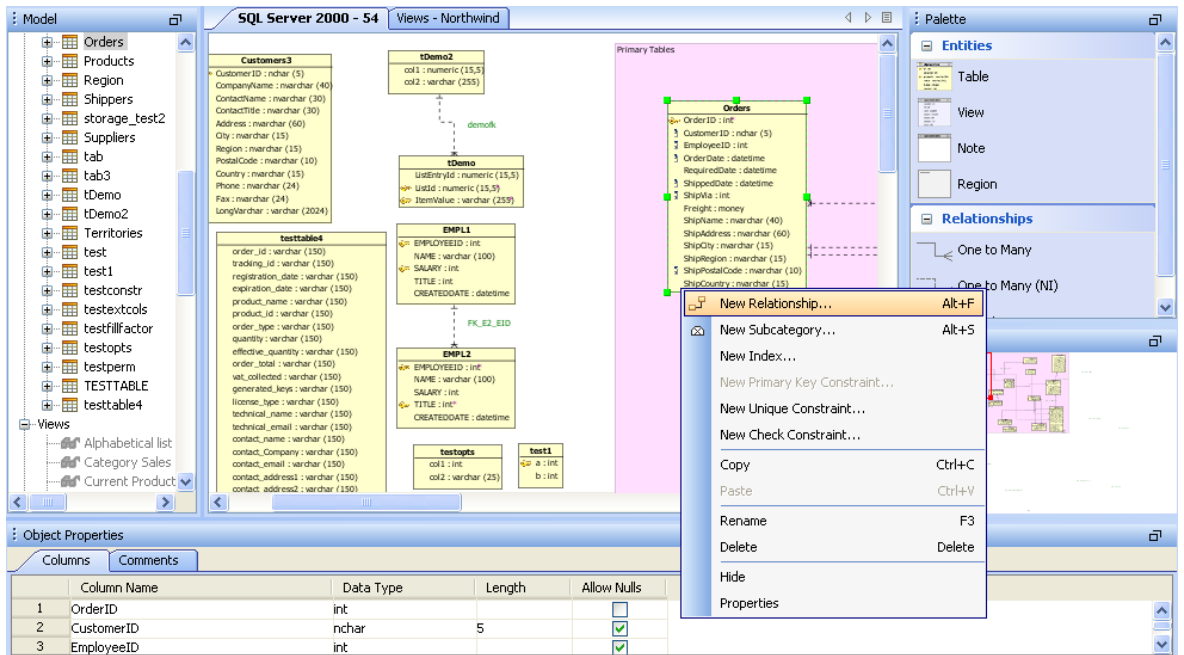 Model
Orders
Products
Region
Shippers
storage_test2
Suppliers
tab
tab3
tDemo
tDemo2
Territories
test
test1
testconstr
testextcols
testfillfactor
testopts
testperm
TESTTABLE
testtable4
Views
Alphabetical list
Category Sales
Current Product
SQL Server 2000 - 54
Views - Northwind
Customers3
CustomerID : nchar (5)
CompanyName : nvarchar (40)
ContactName : nvarchar (30)
ContactTitle : nvarchar (30)
Address : nvarchar (60)
City : nvarchar (15)
Region : nvarchar (15)
PostalCode : nvarchar (10)
Country : nvarchar (15)
Phone : nvarchar (24)
Fax : nvarchar (24)
LongVarchar : varchar (2024)
testtable4
order_id : varchar (150)
tracking_id : varchar (150)
registration_date : varchar (150)
expiration_date : varchar (150)
product_name : varchar (150)
product_id : varchar (150)
order_type : varchar (150)
quantity : varchar (150)
effective_quantity : varchar (150)
order_total : varchar (150)
vat_collected : varchar (150)
generated_keys : varchar (150)
license_type : varchar (150)
technical_name : varchar (150)
technical_email : varchar (150)
contact_name : varchar (150)
contact_Company : varchar (150)
contact_email : varchar (150)
contact_address1 : varchar (150)
contact_address2 : varchar (150)
tDemo2
col1 : numeric (15,5)
col2 : varchar (255)
demofk
tDemo
ListEntryId : numeric (15,5)
ListId : numeric (15,5)*
ItemValue : varchar (255)*
EMPL1
EMPLOYEEID : int
NAME : varchar (100)
SALARY : int
TITLE : int
CREATEDDATE : datetime
FK_E2_EID
EMPL2
EMPLOYEEID : int*
NAME : varchar (100)
SALARY : int
TITLE : int*
CREATEDDATE : datetime
testopts
col1 : int
col2 : varchar (25)
test1
a : int
b : int
Primary Tables
Orders
OrderID : int*
CustomerID : nchar (5)
EmployeeID : int
OrderDate : datetime
RequiredDate : datetime
ShippedDate : datetime
ShipVia : int
Freight : money
ShipName : nvarchar (40)
ShipAddress : nvarchar (60)
ShipCity : nvarchar (15)
ShipRegion : nvarchar (15)
ShipPostalCode : nvarchar (10)
ShipCountry : nvarchar (15)
New Relationship... Alt+F
New Subcategory... Alt+S
New Index...
New Primary Key Constraint...
New Unique Constraint...
New Check Constraint...
Copy Ctrl+C
Paste Ctrl+V
Rename F3
Delete Delete
Hide
Properties
Palette
Entities
Table
View
Note
Region
Relationships
One to Many
One to Many (NI)
Object Properties
Columns
Comments
Column Name Data Type Length Allow Nulls
1 OrderID int
2 CustomerID nchar 5
3 EmployeeID int